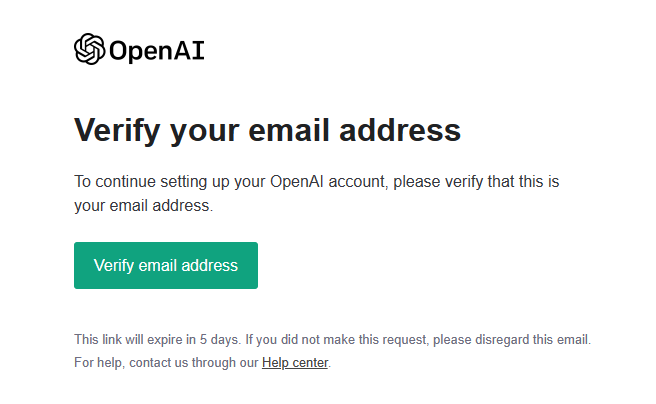 OpenAI
Verify your email address
To continue setting up your OpenAI account, please verify that this is
your email address.
Verify email address
This link will expire in 5 days. If you did not make this request, please disregard this email.
For help, contact us through our Help center.